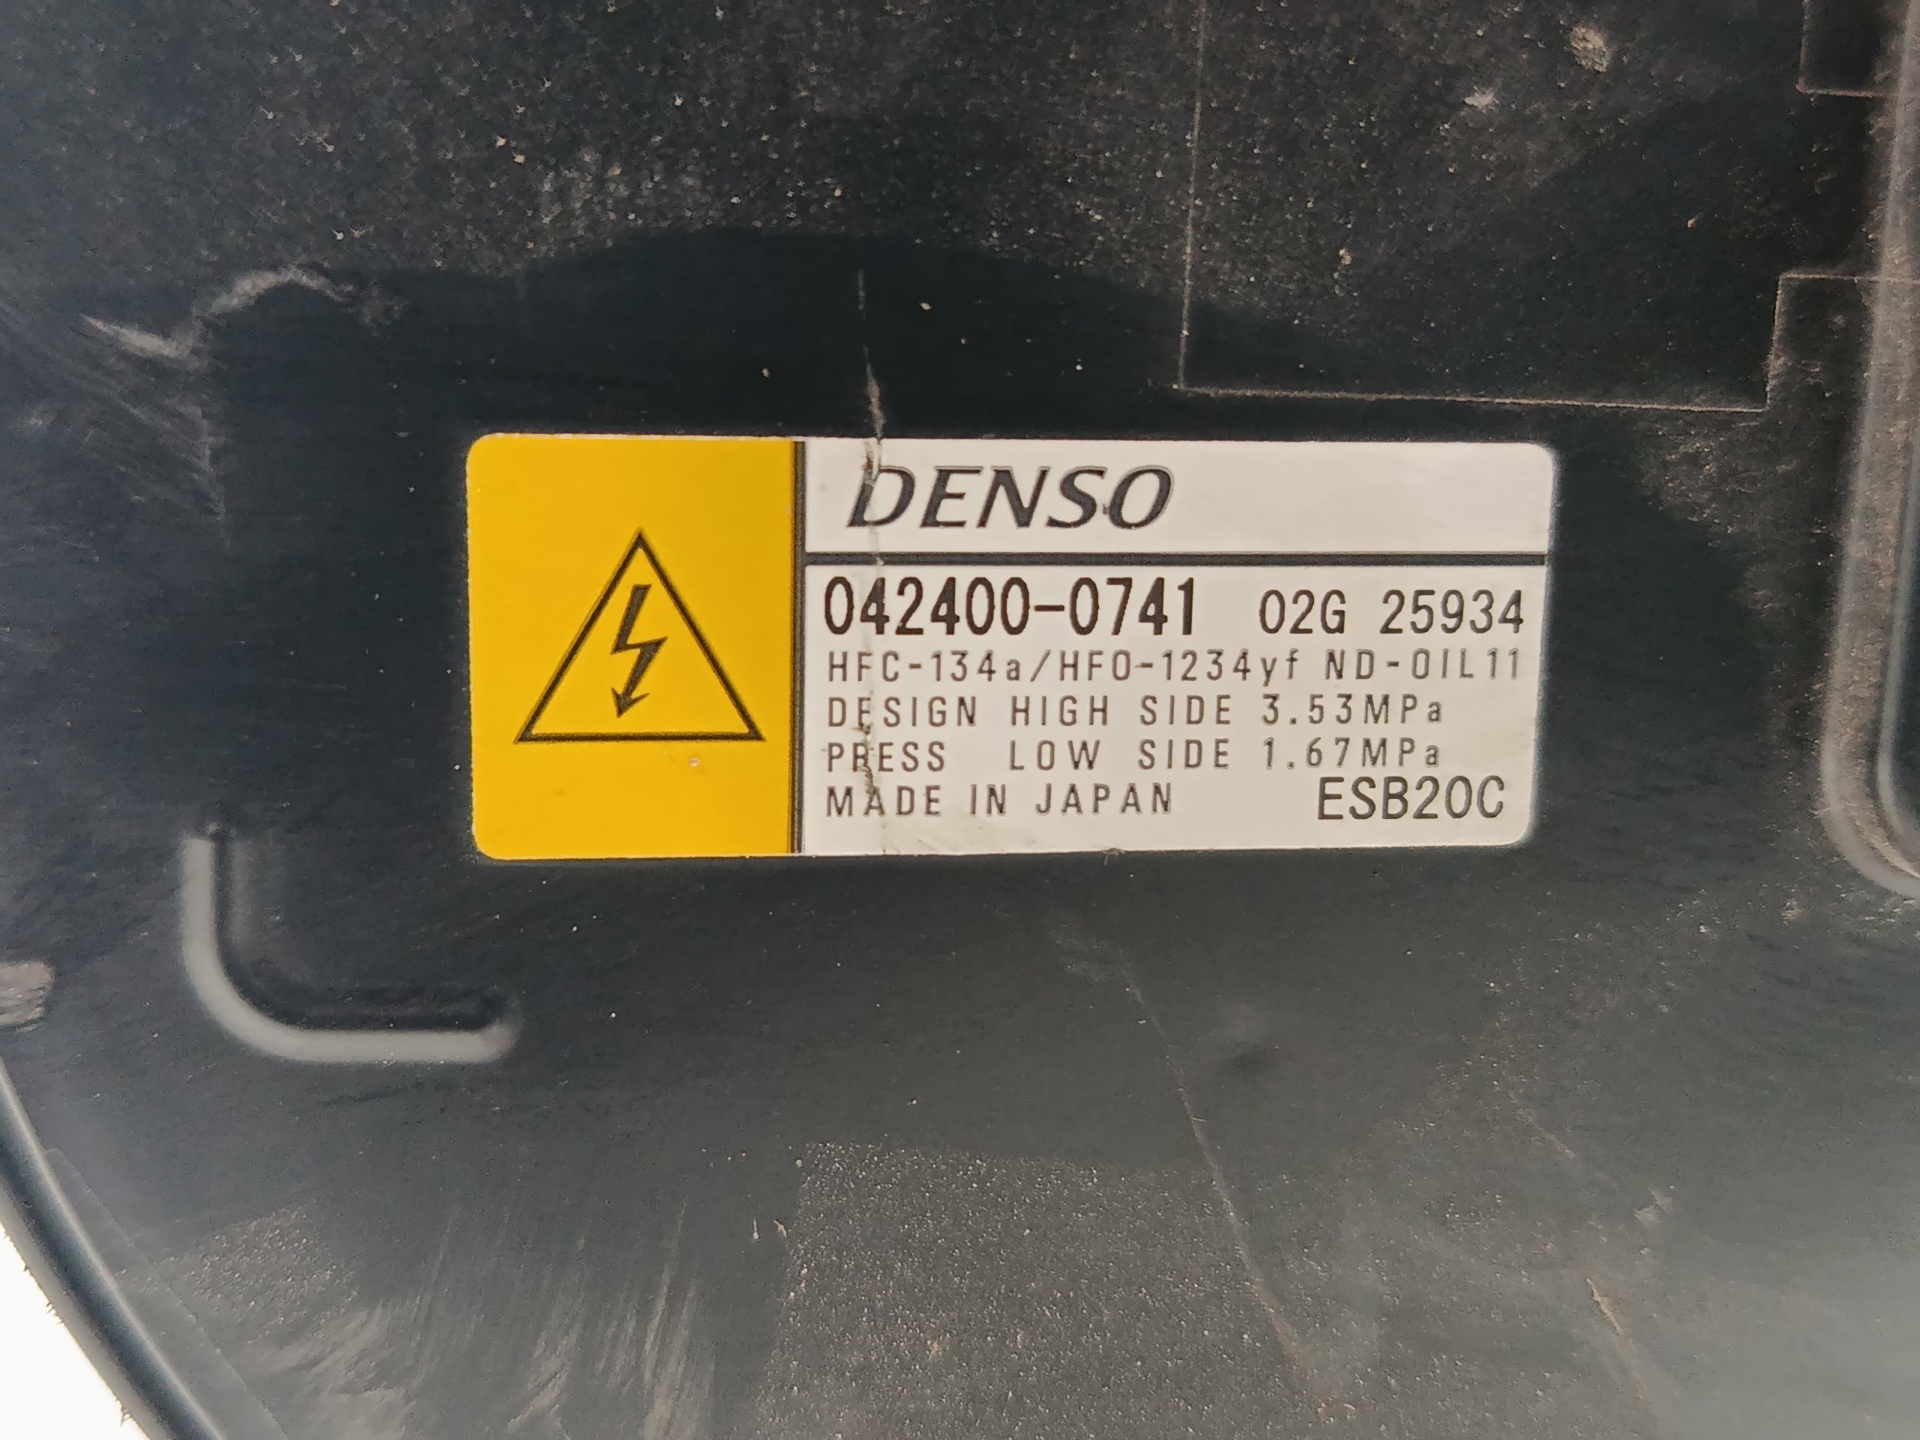 DENSO
042400-0741 02G 25934
HFC-134a/HFO-1234yf ND-OIL11
DESIGN HIGH SIDE 3.53MPa
PRESS LOW SIDE 1.67MPa
MADE IN JAPAN ESB20C